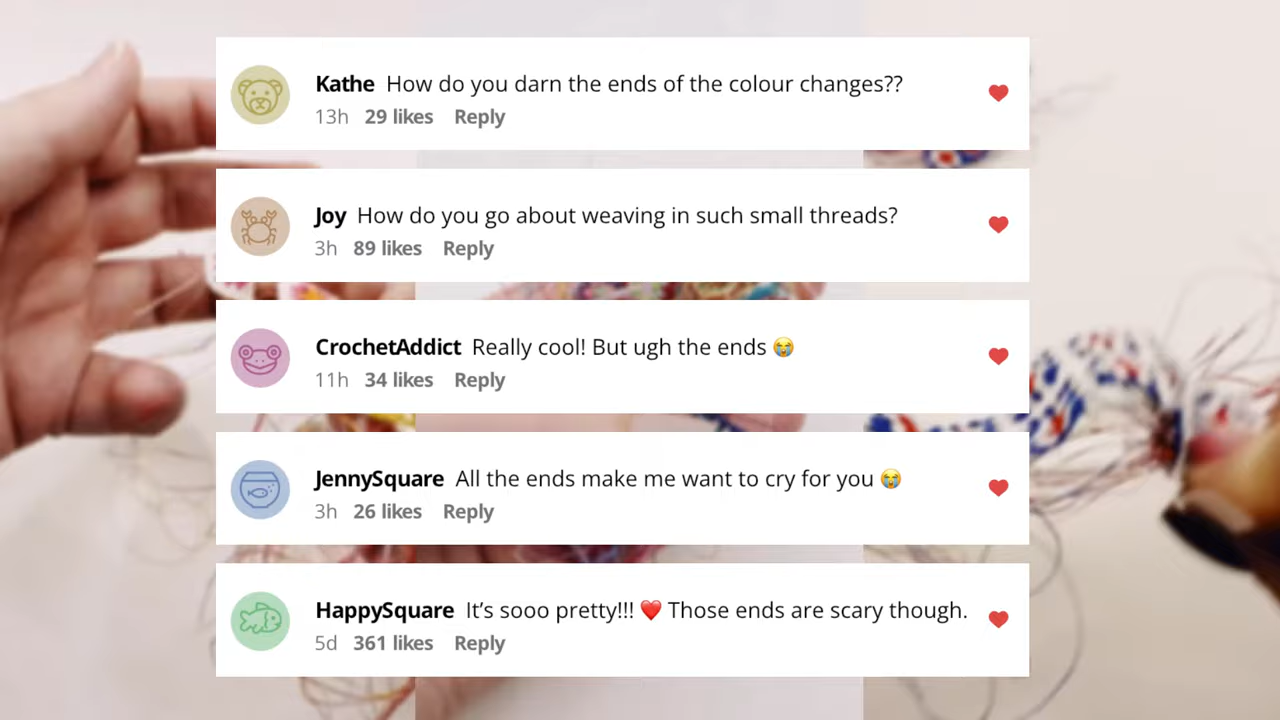 Kathe How do you darn the ends of the colour changes??
13h 29 likes Reply
Joy How do you go about weaving in such small threads?
3h 89 likes Reply
CrochetAddict Really cool! But ugh the ends 😭
11h 34 likes Reply
JennySquare All the ends make me want to cry for you 😭
3h 26 likes Reply
HappySquare It's sooo pretty!!! ❤️ Those ends are scary though.
5d 361 likes Reply